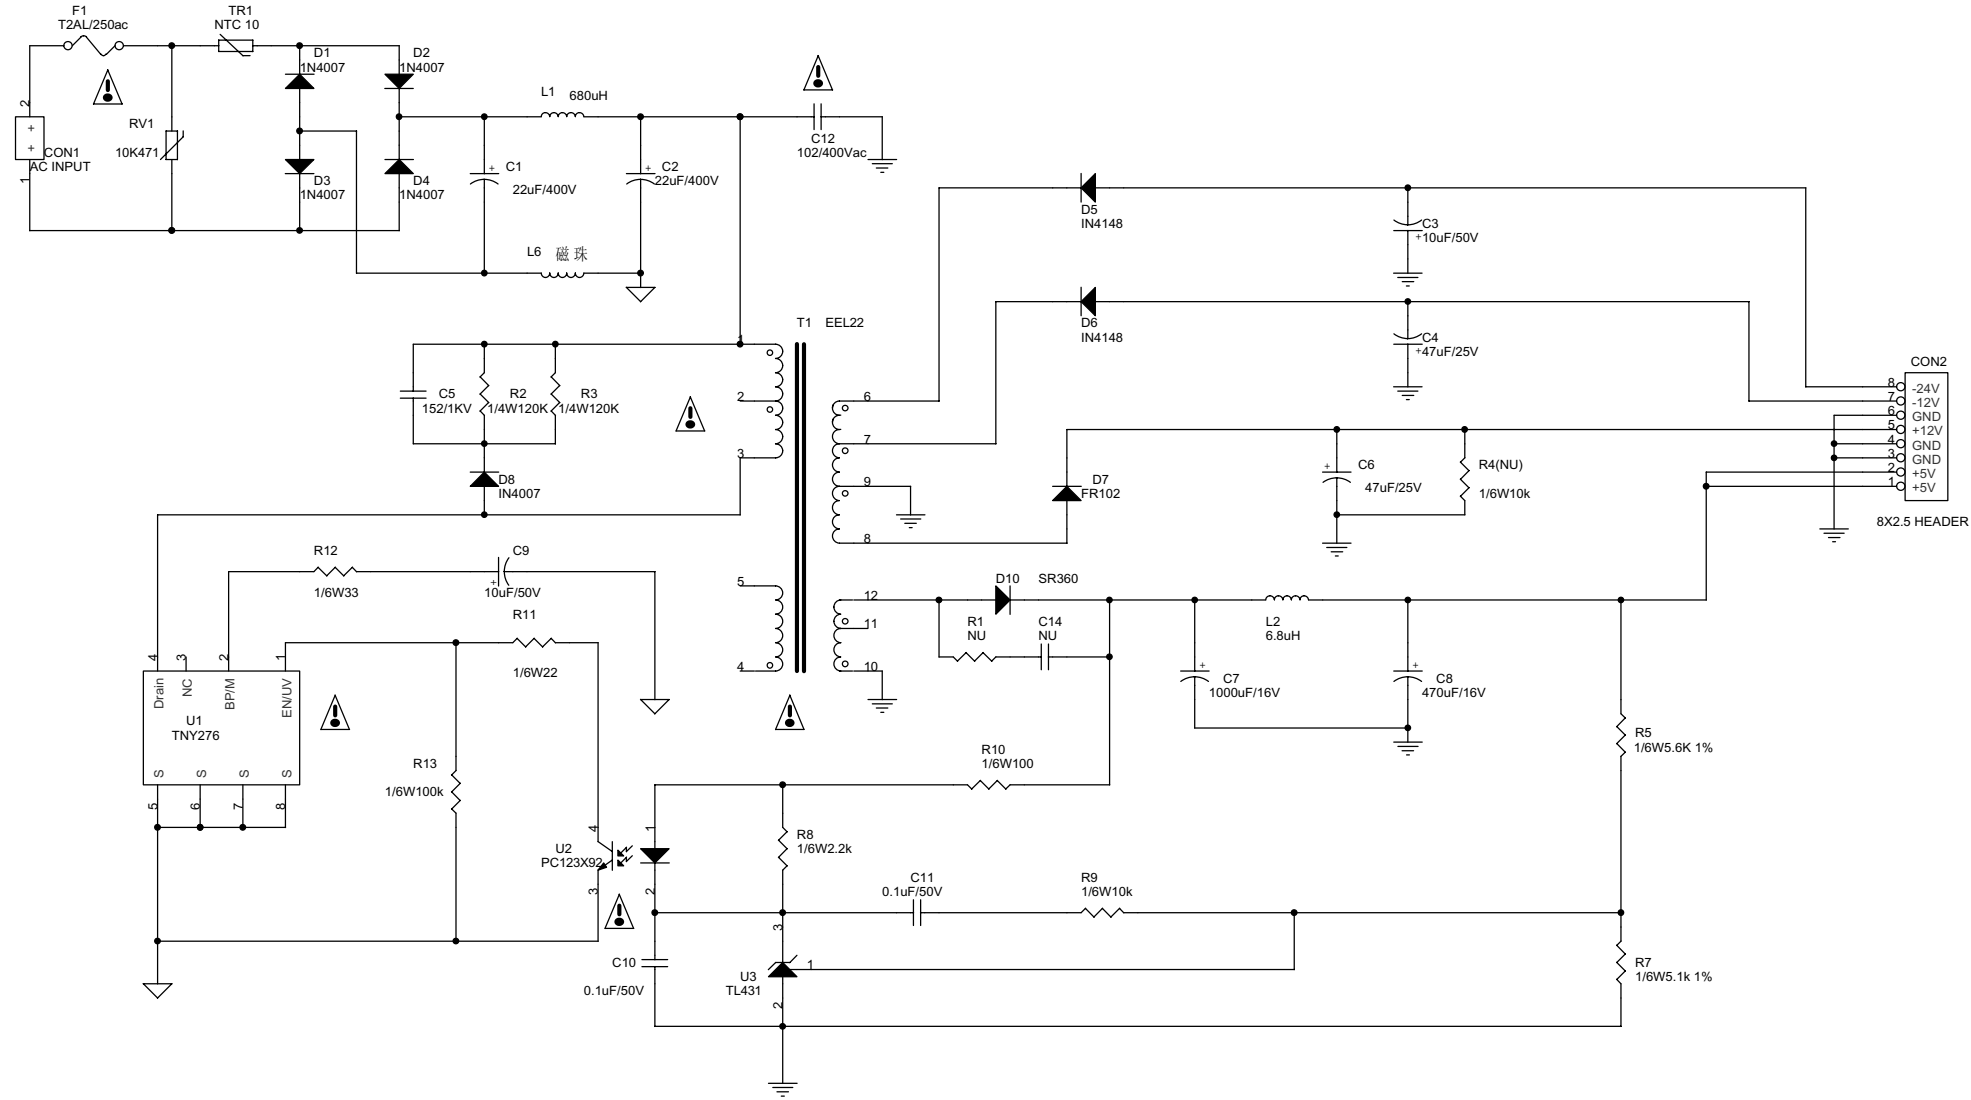 F1
T2AL/250ac
TR1
NTC 10
D1
1N4007
D2
1N4007
2
+
+
CON1
AC INPUT
1
RV1
10K471
D3
1N4007
D4
1N4007
L1
680uH
C1
+
22uF/400V
C2
+
22uF/400V
L6
磁珠
C12
102/400Vac
D5
IN4148
C3
+10uF/50V
D6
IN4148
C4
+47uF/25V
T1
EEL22
1
2
3
5
4
6
7
9
8
12
11
10
C5
152/1KV
R2
1/4W120K
R3
1/4W120K
D8
IN4007
D7
FR102
C6
+
47uF/25V
R4(NU)
1/6W10k
CON2
8
-24V
7
-12V
6
GND
5
+12V
4
GND
3
GND
2
+5V
1
+5V
8X2.5 HEADER
R12
1/6W33
C9
+
10uF/50V
R11
1/6W22
4
3
2
1
Drain
NC
BP/M
EN/UV
U1
TNY276
S
S
S
S
5
6
7
8
R13
1/6W100k
D10
SR360
R1
NU
C14
NU
L2
6.8uH
C7
+
1000uF/16V
C8
+
470uF/16V
R5
1/6W5.6K 1%
R10
1/6W100
R8
1/6W2.2k
U2
PC123X92
4
3
1
2
C11
0.1uF/50V
R9
1/6W10k
C10
0.1uF/50V
U3
TL431
3
1
2
R7
1/6W5.1k 1%